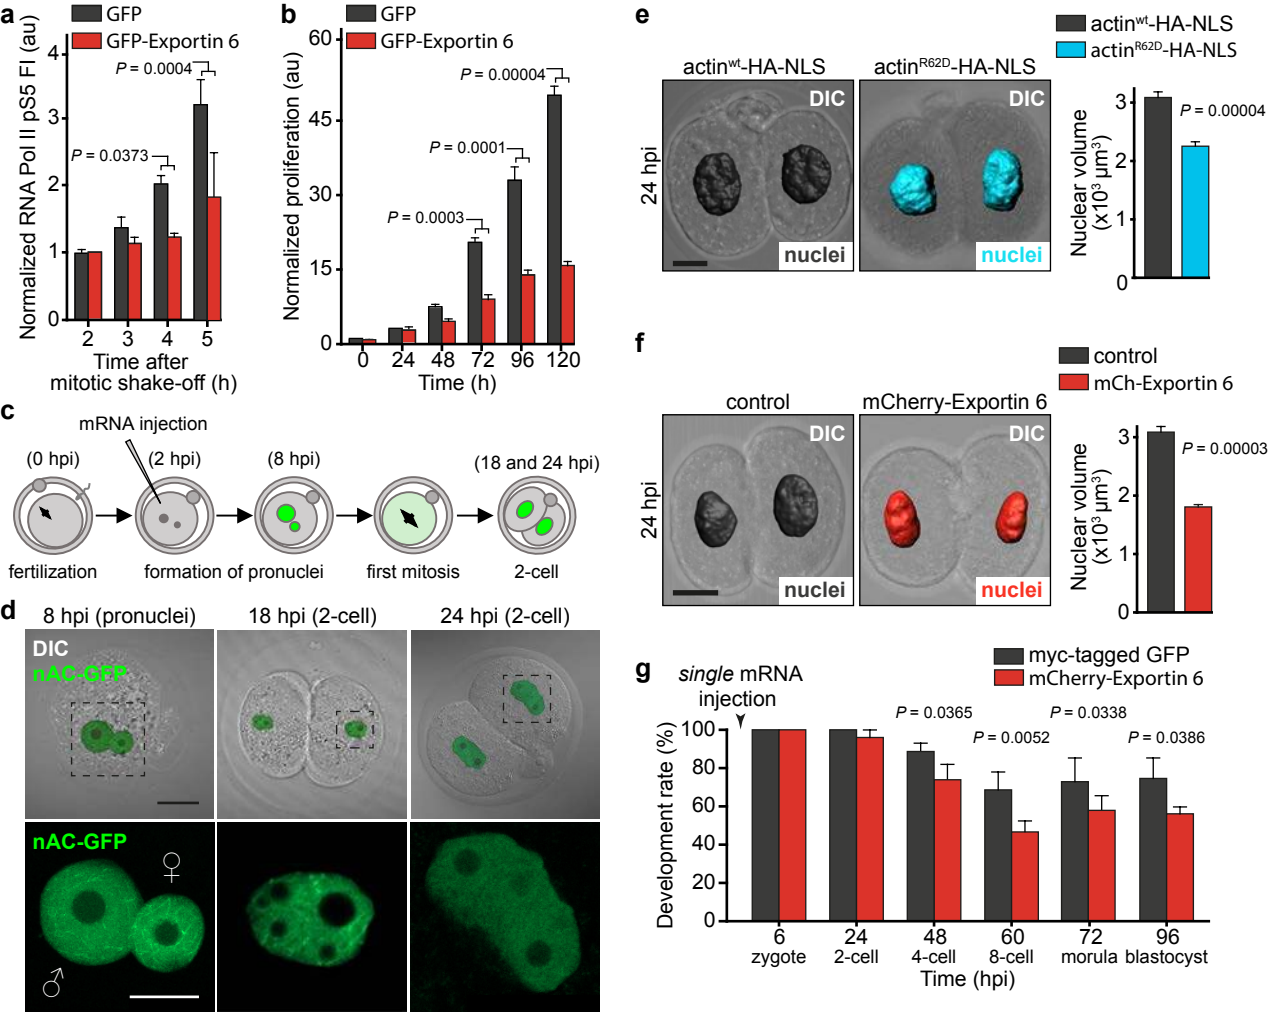 a
GFP
GFP-Exportin 6
Normalized RNA Pol II pS5 FI (au)
4
3
2
1
0
P = 0.0004
P = 0.0373
2 3 4 5
Time after
mitotic shake-off (h)
b
GFP
GFP-Exportin 6
Normalized proliferation (au)
60
45
30
15
0
P = 0.00004
P = 0.0001
P = 0.0003
0 24 48 72 96 120
Time (h)
c
mRNA injection
(0 hpi) (2 hpi) (8 hpi) (18 and 24 hpi)
fertilization formation of pronuclei first mitosis 2-cell
d
8 hpi (pronuclei) 18 hpi (2-cell) 24 hpi (2-cell)
DIC
nAC-GFP
nAC-GFP
♀
♂
e
actinwt-HA-NLS
actinR62D-HA-NLS
actinwt-HA-NLS actinR62D-HA-NLS
24 hpi
DIC DIC
nuclei nuclei
Nuclear volume
(x10³ µm³)
3
2
1
0
P = 0.00004
f
control
mCh-Exportin 6
control mCherry-Exportin 6
24 hpi
DIC DIC
nuclei nuclei
Nuclear volume
(x10³ µm³)
3
2
1
0
P = 0.00003
g
single mRNA
injection
myc-tagged GFP
mCherry-Exportin 6
Development rate (%)
100
80
60
40
20
0
P = 0.0365
P = 0.0052
P = 0.0338
P = 0.0386
6 24 48 60 72 96
zygote 2-cell 4-cell 8-cell morula blastocyst
Time (hpi)